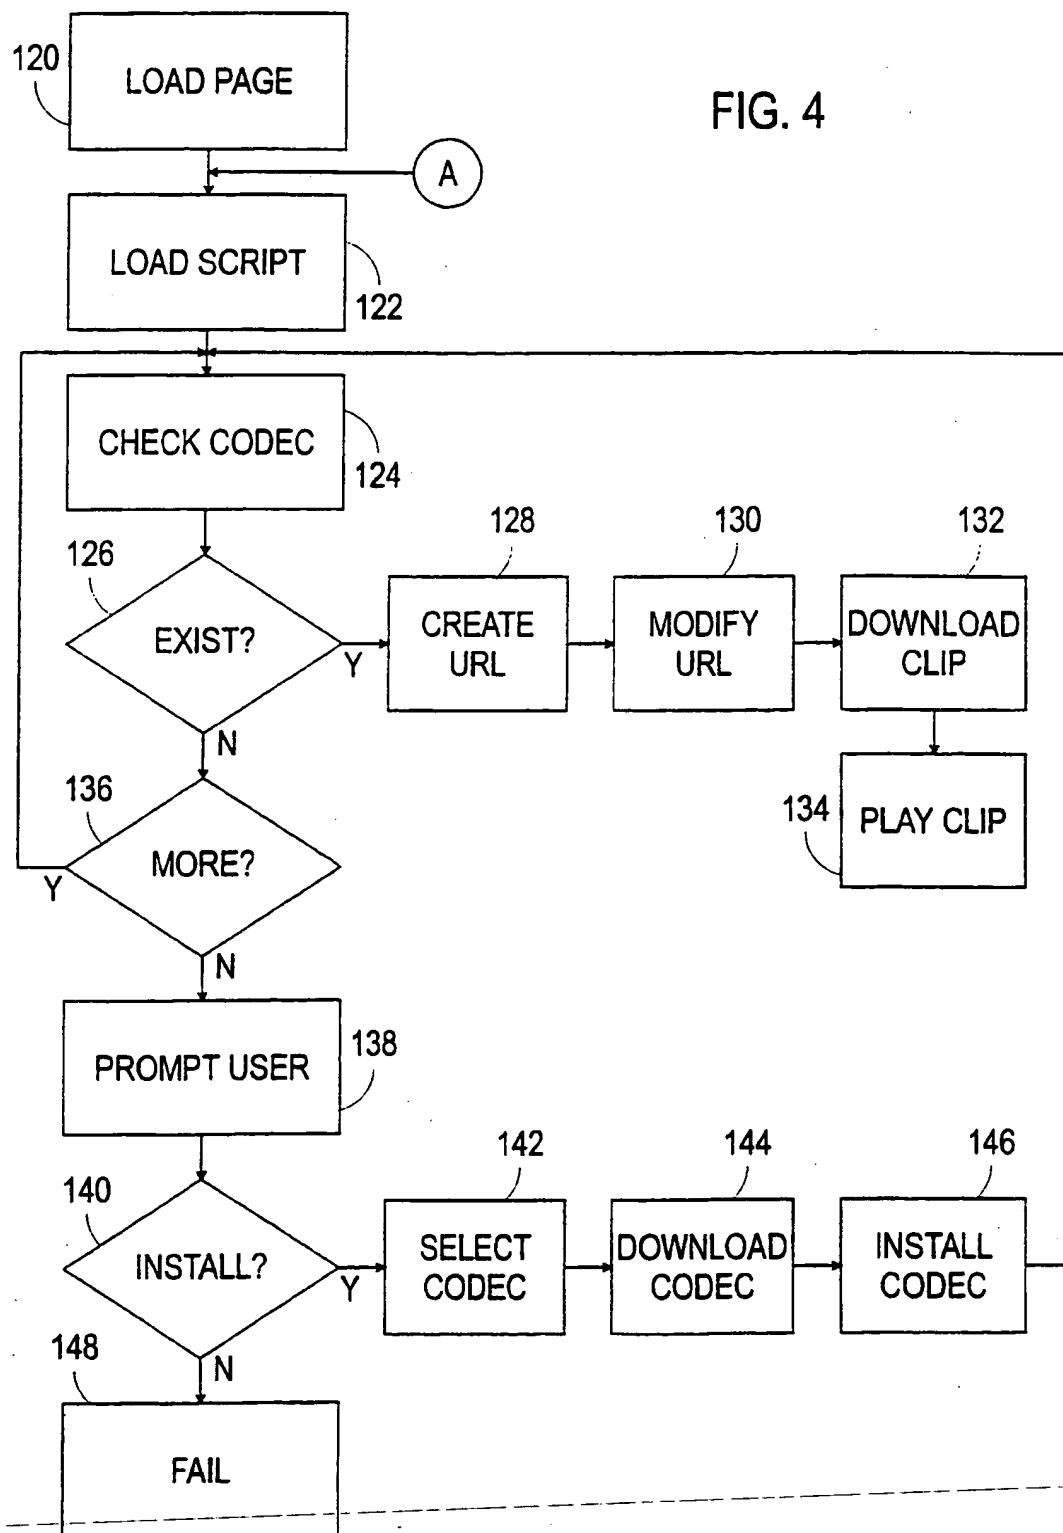 120
LOAD PAGE
FIG. 4
A
LOAD SCRIPT
122
CHECK CODEC
124
126
EXIST?
Y
N
128
CREATE
URL
130
MODIFY
URL
132
DOWNLOAD
CLIP
134
PLAY CLIP
136
MORE?
Y
N
PROMPT USER
138
140
INSTALL?
Y
N
142
SELECT
CODEC
144
DOWNLOAD
CODEC
146
INSTALL
CODEC
148
FAIL